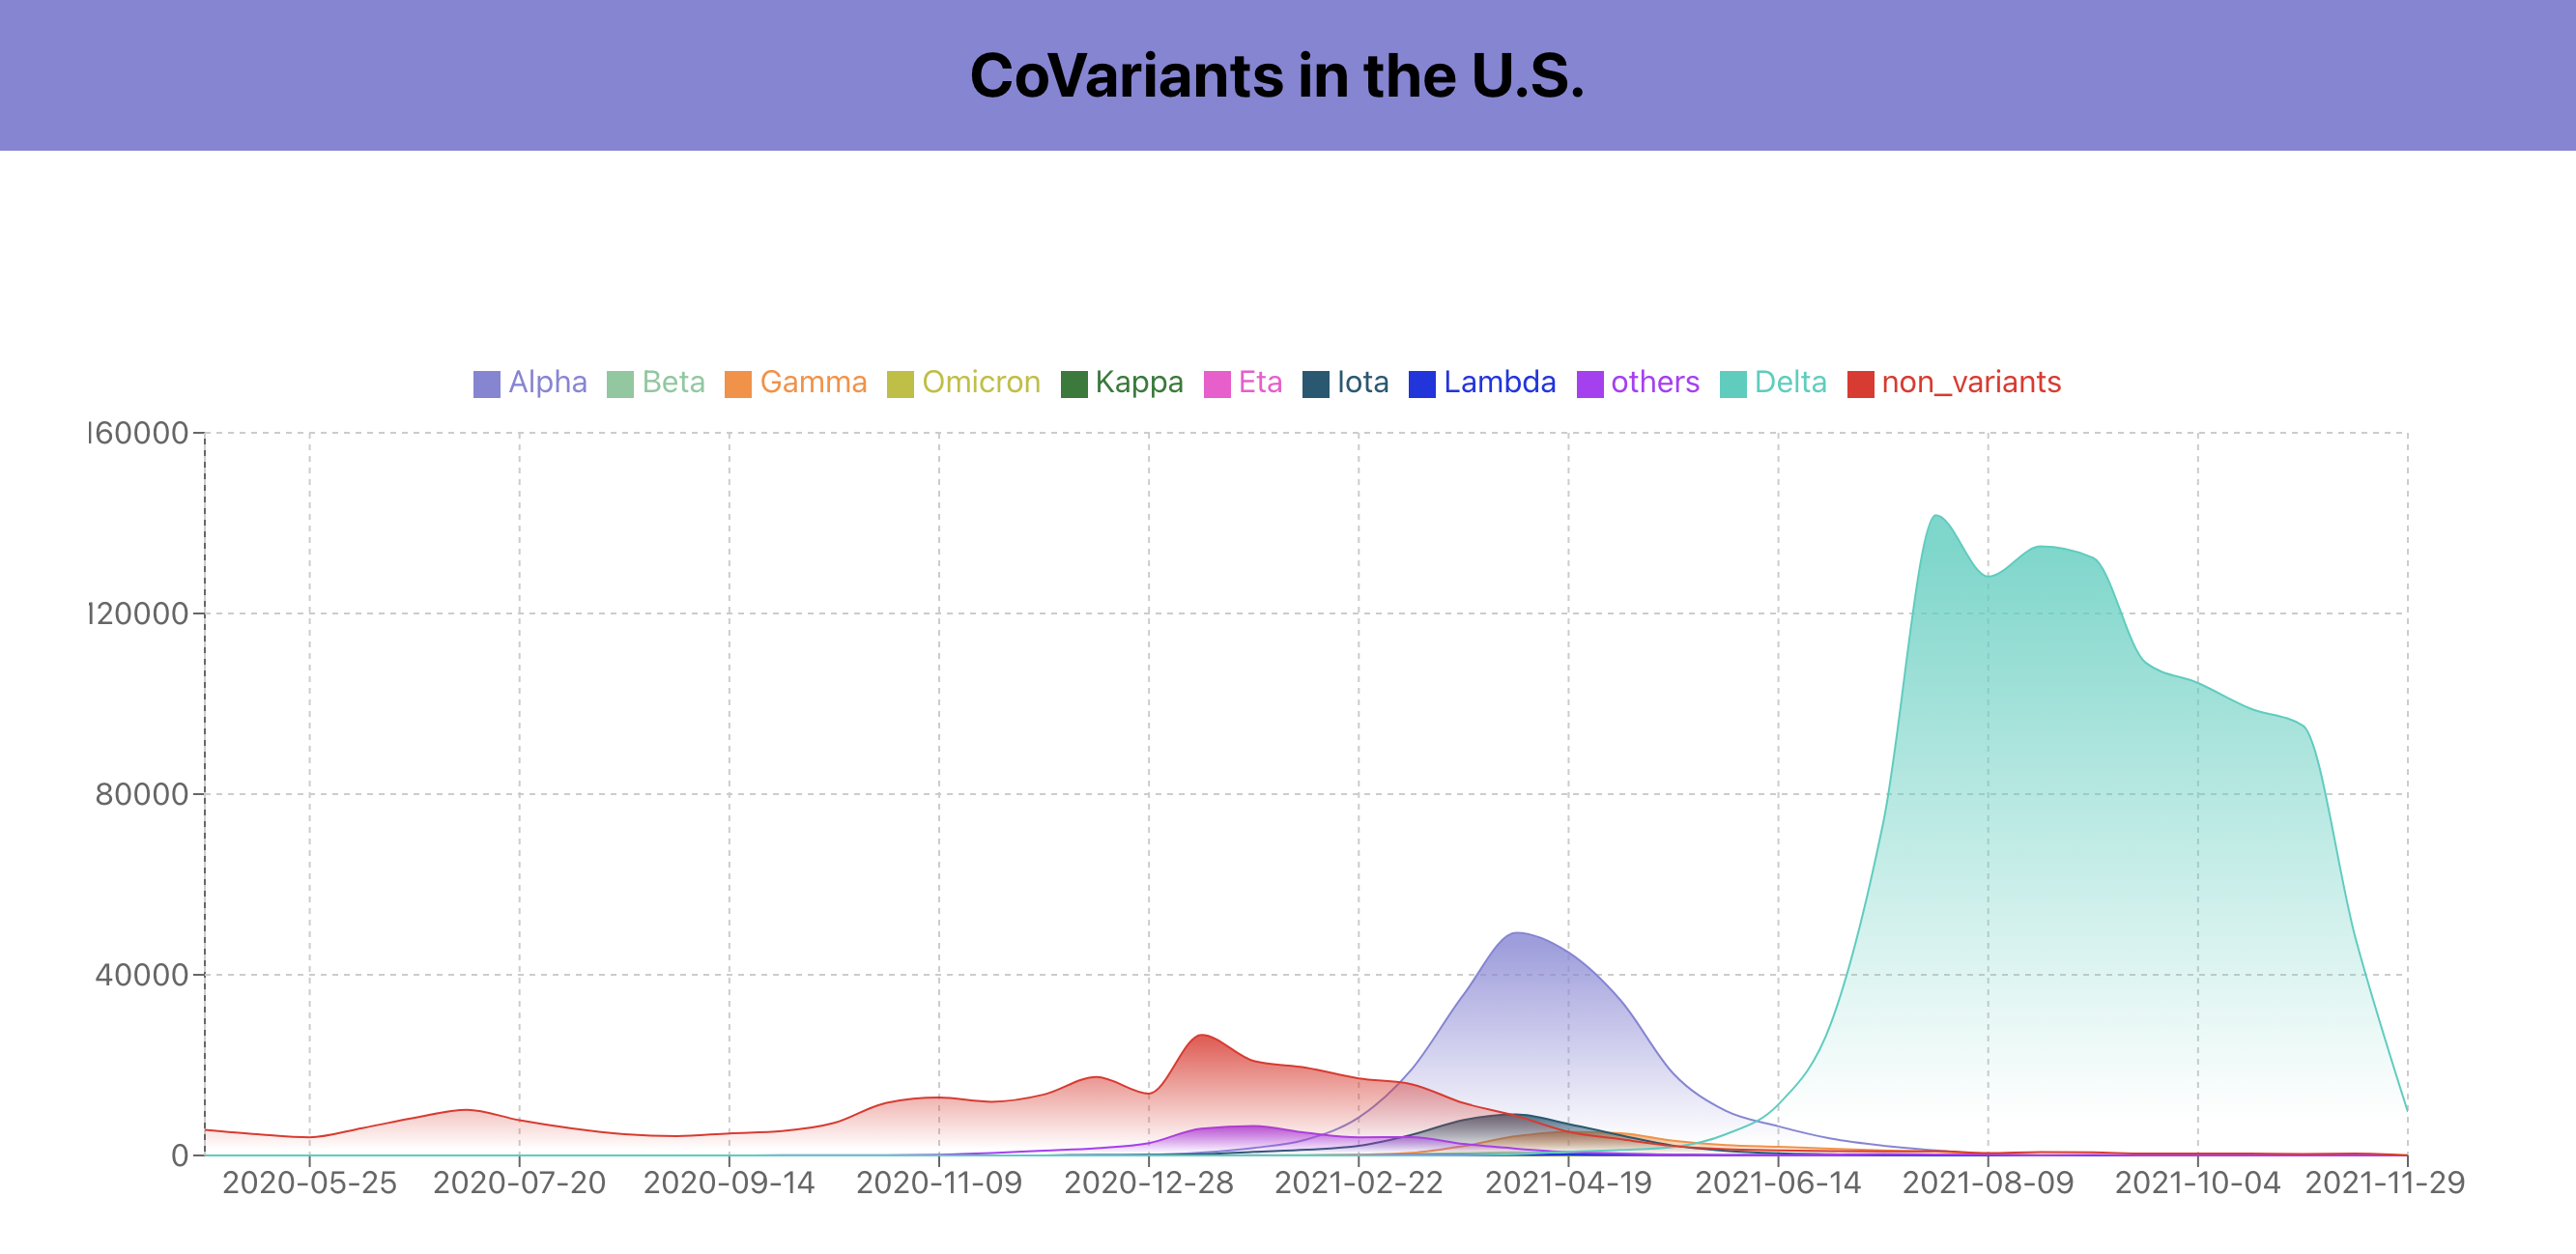 CoVariants in the U.S.
Alpha Beta Gamma Omicron Kappa Eta Iota Lambda others Delta non_variants
160000
120000
80000
40000
0
2020-05-25 2020-07-20 2020-09-14 2020-11-09 2020-12-28 2021-02-22 2021-04-19 2021-06-14 2021-08-09 2021-10-04 2021-11-29